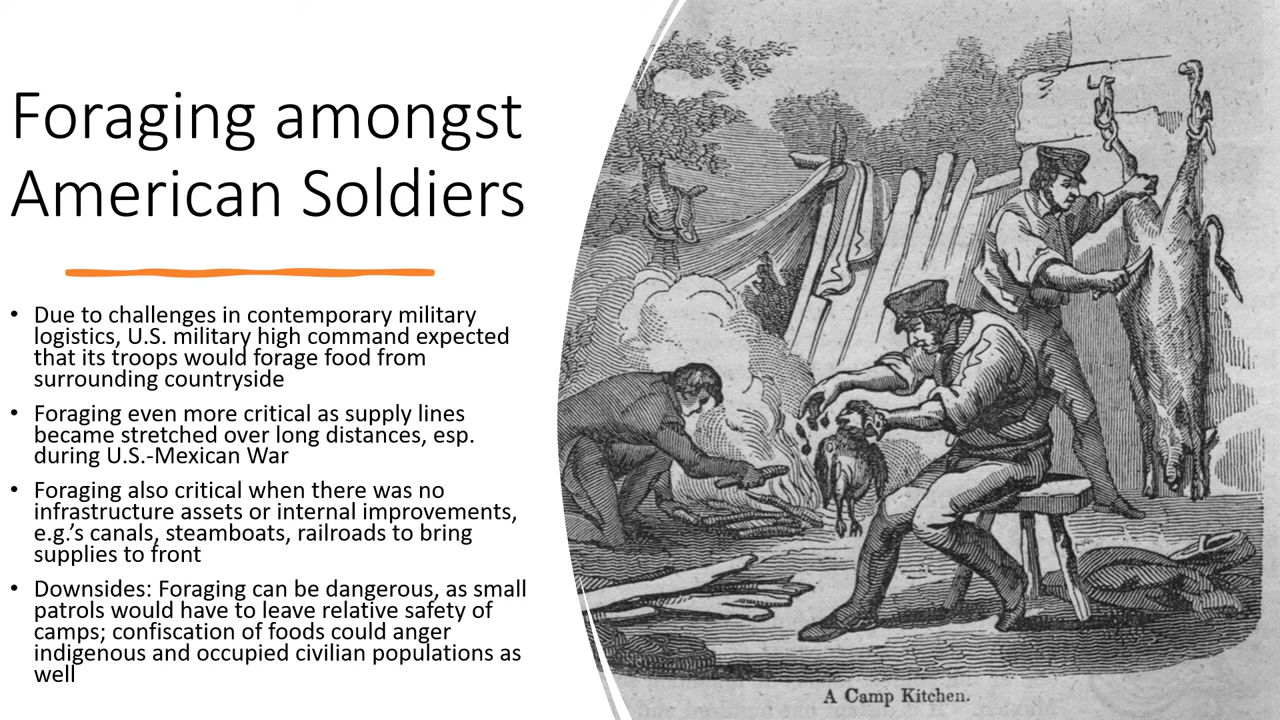 Foraging amongst
American Soldiers
• Due to challenges in contemporary military
logistics, U.S. military high command expected
that its troops would forage food from
surrounding countryside
• Foraging even more critical as supply lines
became stretched over long distances, esp.
during U.S.-Mexican War
• Foraging also critical when there was no
infrastructure assets or internal improvements,
e.g.’s canals, steamboats, railroads to bring
supplies to front
• Downsides: Foraging can be dangerous, as small
patrols would have to leave relative safety of
camps; confiscation of foods could anger
indigenous and occupied civilian populations as
well
A Camp Kitchen.